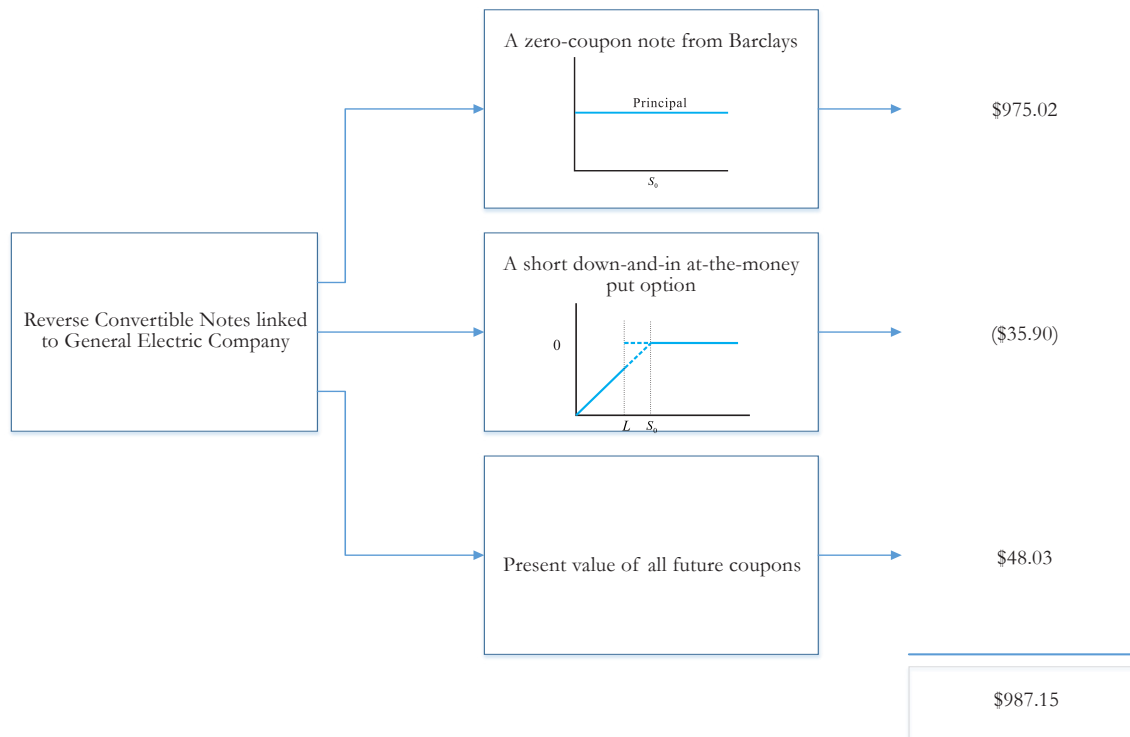 A zero-coupon note from Barclays
Principal
S₀
$975.02
Reverse Convertible Notes linked
to General Electric Company
A short down-and-in at-the-money
put option
0
L S₀
($35.90)
Present value of all future coupons
$48.03
$987.15